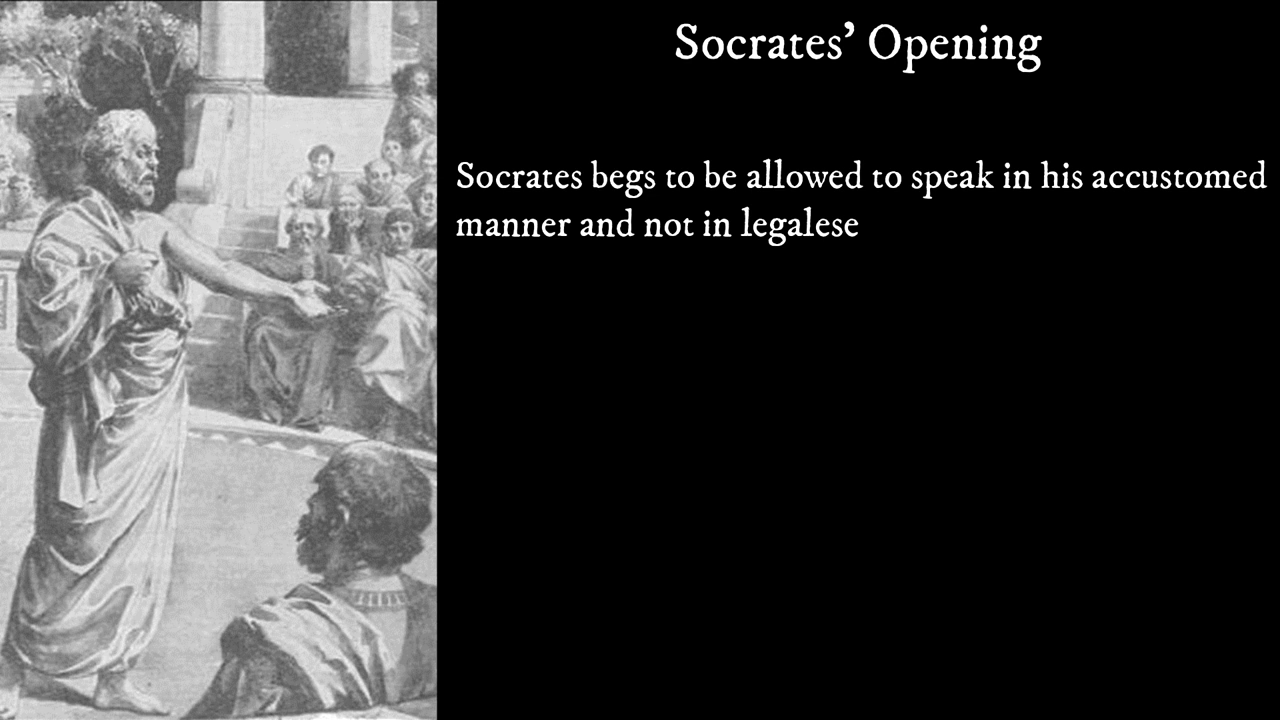 Socrates’ Opening
Socrates begs to be allowed to speak in his accustomed
manner and not in legalese